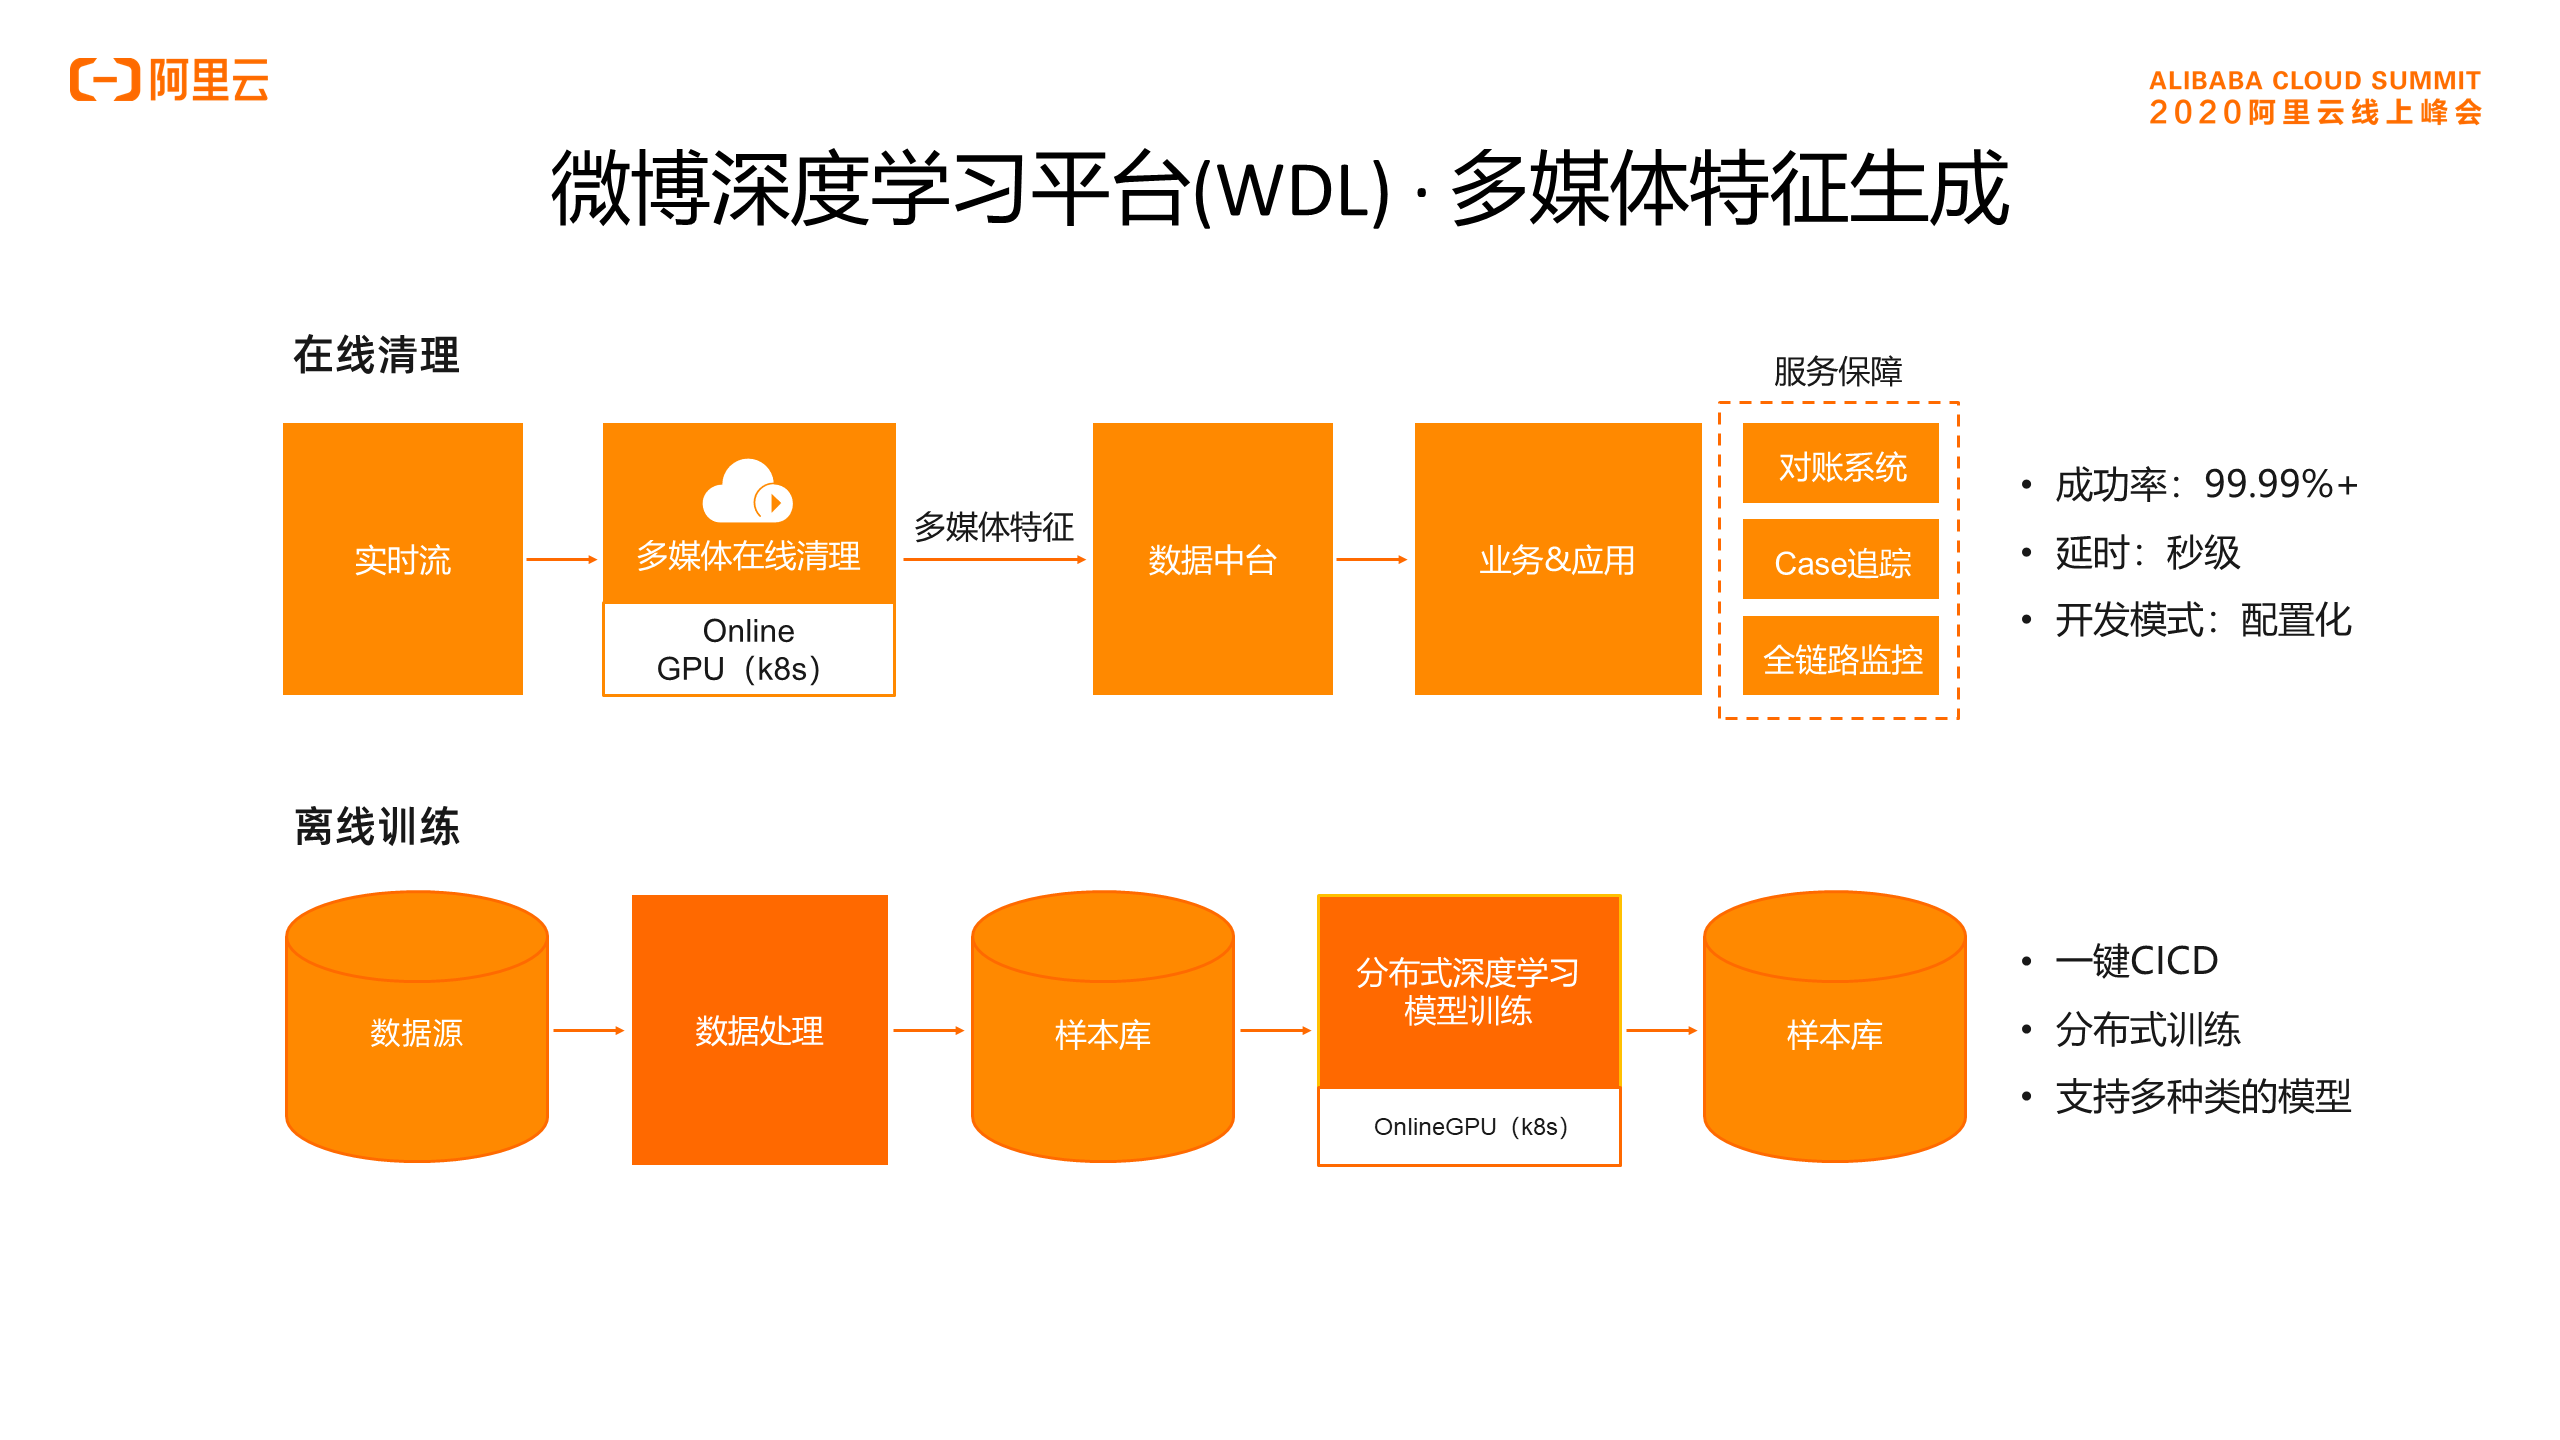 阿里云
ALIBABA CLOUD SUMMIT
2020阿里云线上峰会
微博深度学习平台(WDL) · 多媒体特征生成
在线清理
服务保障
实时流
多媒体在线清理
Online
GPU（k8s）
多媒体特征
数据中台
业务&应用
对账系统
Case追踪
全链路监控
• 成功率：99.99%+
• 延时：秒级
• 开发模式：配置化
离线训练
数据源
数据处理
样本库
分布式深度学习
模型训练
OnlineGPU（k8s）
样本库
• 一键CICD
• 分布式训练
• 支持多种类的模型